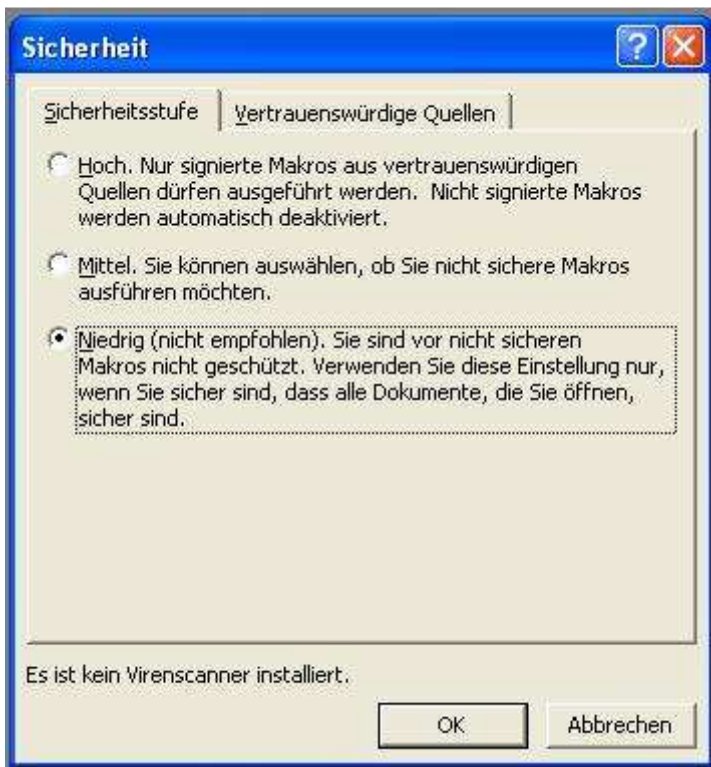 Sicherheit
Sicherheitsstufe
Vertrauenswürdige Quellen
Hoch. Nur signierte Makros aus vertrauenswürdigen
Quellen dürfen ausgeführt werden.  Nicht signierte Makros
werden automatisch deaktiviert.
Mittel. Sie können auswählen, ob Sie nicht sichere Makros
ausführen möchten.
Niedrig (nicht empfohlen). Sie sind vor nicht sicheren
Makros nicht geschützt. Verwenden Sie diese Einstellung nur,
wenn Sie sicher sind, dass alle Dokumente, die Sie öffnen,
sicher sind.
Es ist kein Virenscanner installiert.
OK
Abbrechen